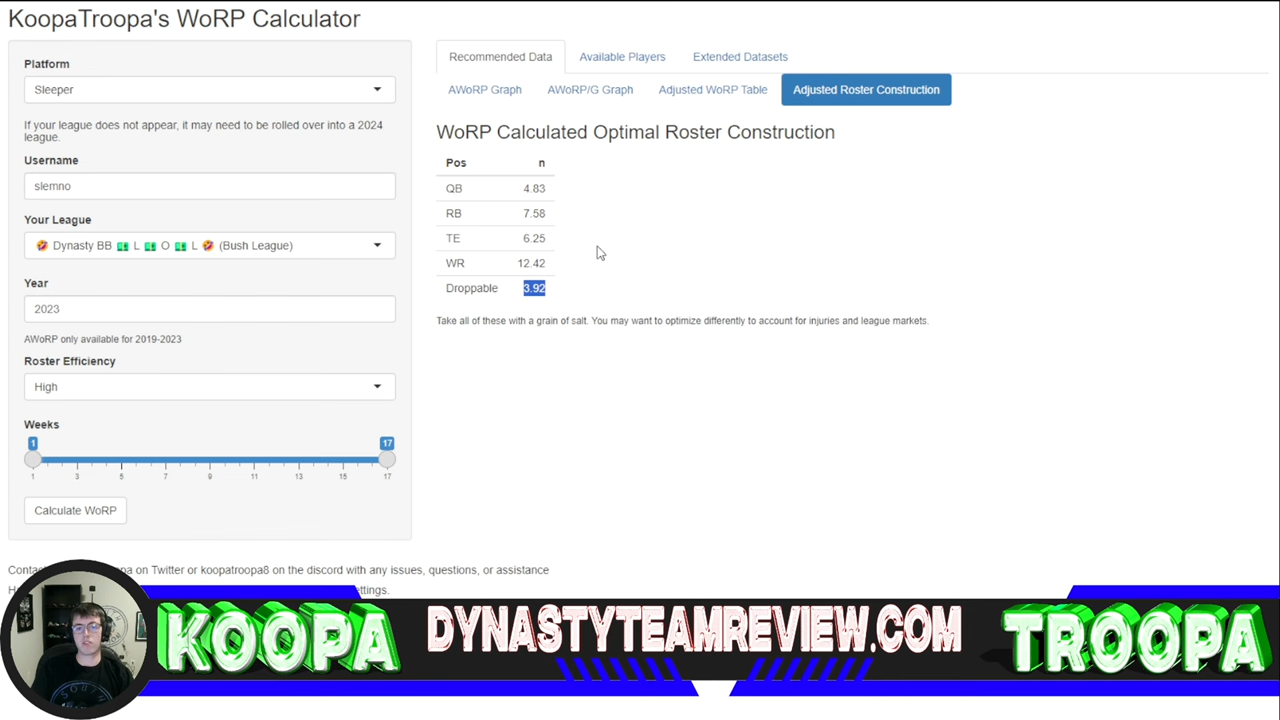 KoopaTroopa's WoRP Calculator
Platform
Sleeper
If your league does not appear, it may need to be rolled over into a 2024
league.
Username
slemno
Your League
🤣 Dynasty BB 💵 L 💵 O 💵 L 🤣 (Bush League)
Year
2023
AWoRP only available for 2019-2023
Roster Efficiency
High
Weeks
1 17
1 3 5 7 9 11 13 15 17
Calculate WoRP
Recommended Data Available Players Extended Datasets
AWoRP Graph AWoRP/G Graph Adjusted WoRP Table Adjusted Roster Construction
WoRP Calculated Optimal Roster Construction
Pos n
QB 4.83
RB 7.58
TE 6.25
WR 12.42
Droppable 3.92
Take all of these with a grain of salt. You may want to optimize differently to account for injuries and league markets.
on Twitter or koopatroopa8 on the discord with any issues, questions, or assistance
KOOPA DYNASTYTEAMREVIEW.COM TROOPA